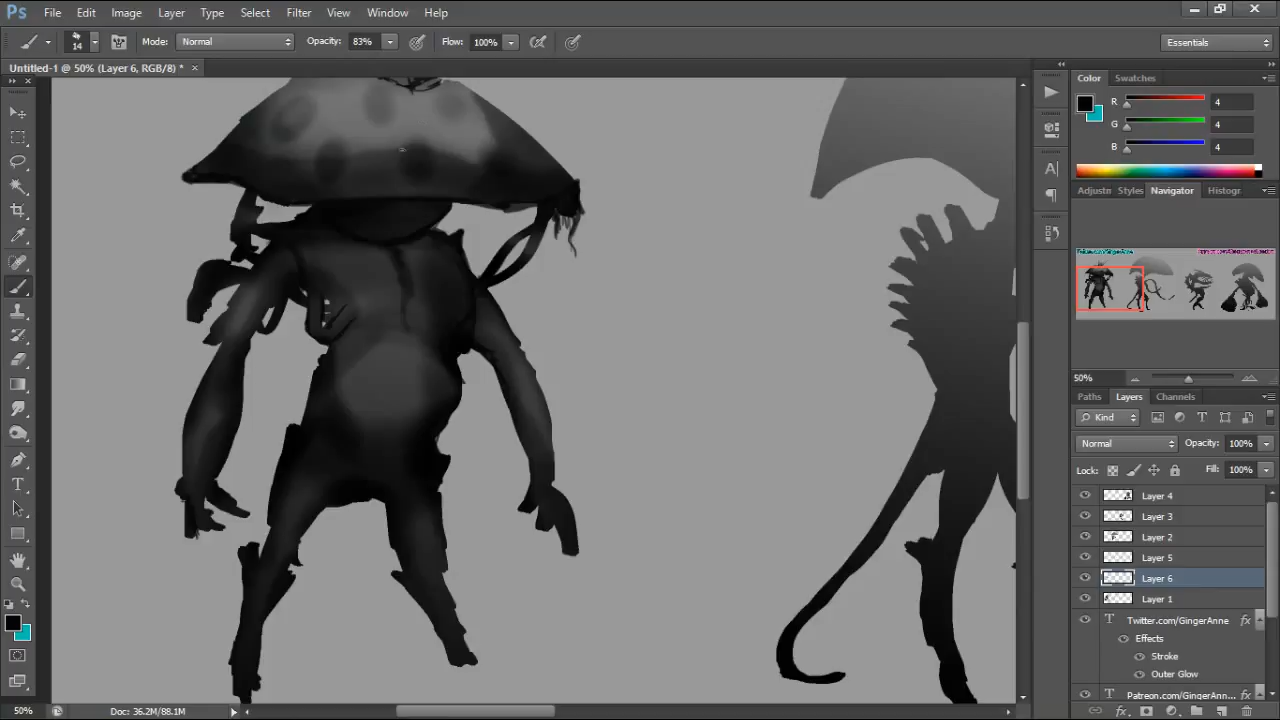 Ps File Edit Image Layer Type Select Filter View Window Help
14 Mode: Normal Opacity: 83% Flow: 100% Essentials
Untitled-1 @ 50% (Layer 6, RGB/8) * ×
Color Swatches
R 4
G 4
B 4
Adjustm Styles Navigator Histogr
50%
Paths Layers Channels
Kind
Normal Opacity: 100%
Lock: Fill: 100%
Layer 4
Layer 3
Layer 2
Layer 5
Layer 6
Layer 1
Twitter.com/GingerAnne fx
Effects
Stroke
Outer Glow
Patreon.com/GingerAnn... fx
50% Doc: 36.2M/88.1M